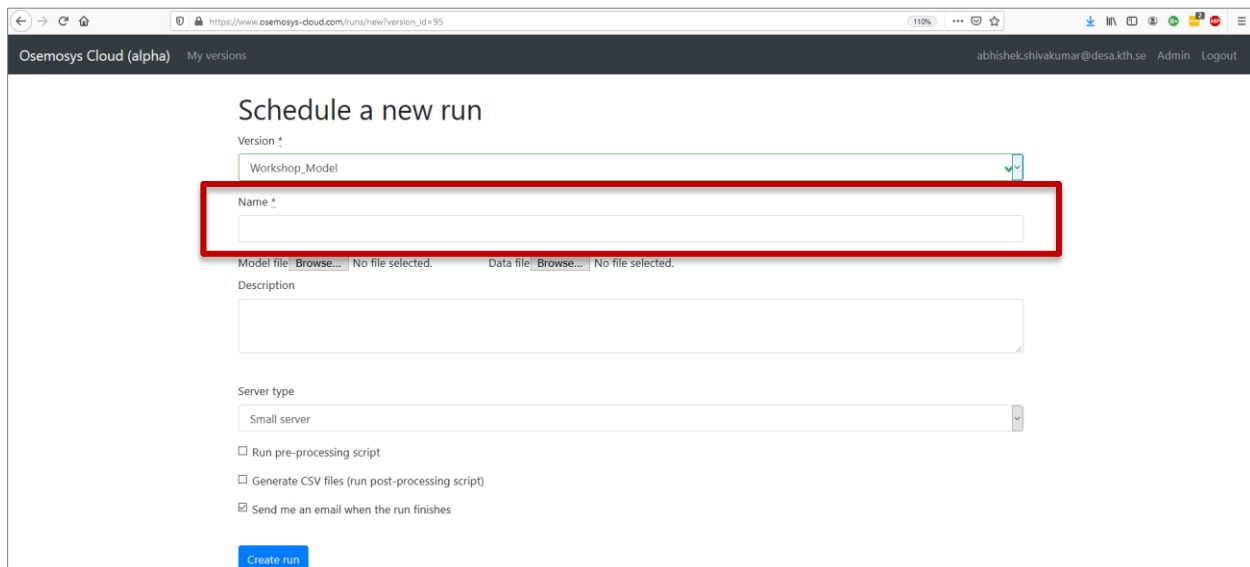 https://www.osemosys-cloud.com/runs/new?version_id=95 110%
2
ABP
Osemosys Cloud (alpha) My versions abhishek.shivakumar@desa.kth.se Admin Logout
Schedule a new run
Version *
Workshop_Model
Name *
Model file Browse... No file selected. Data file Browse... No file selected.
Description
Server type
Small server
Run pre-processing script
Generate CSV files (run post-processing script)
Send me an email when the run finishes
Create run